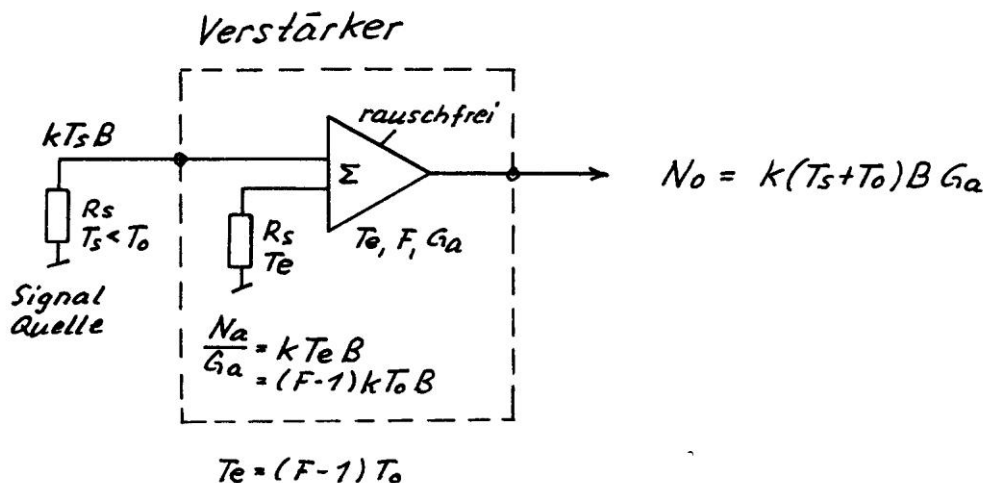 Verstärker
rauschfrei
kTsB
Σ
Rs
Ts < To
Rs
Te
Te, F, Ga
No = k(Ts+To)B Ga
Signal
Quelle
Na/Ga = kTeB
= (F-1)kToB
Te = (F-1)To